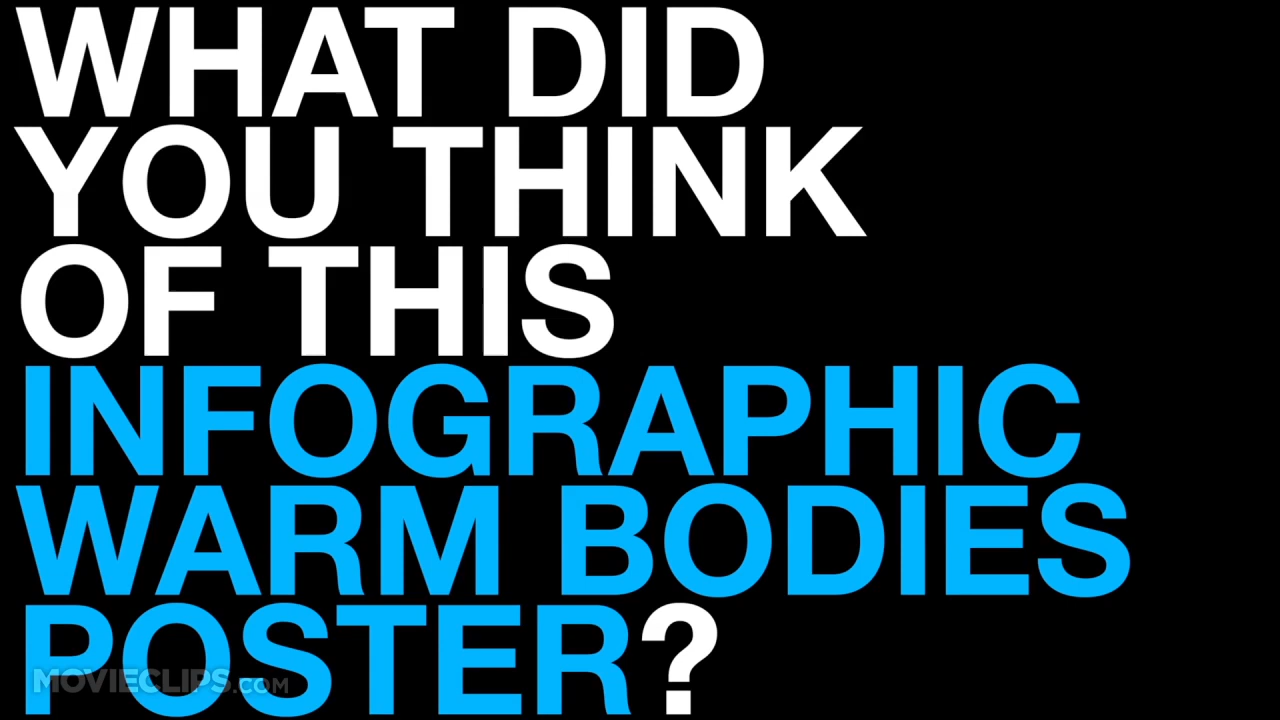 WHAT DID
YOU THINK
OF THIS
INFOGRAPHIC
WARM BODIES
POSTER?
MOVIECLIPS.COM